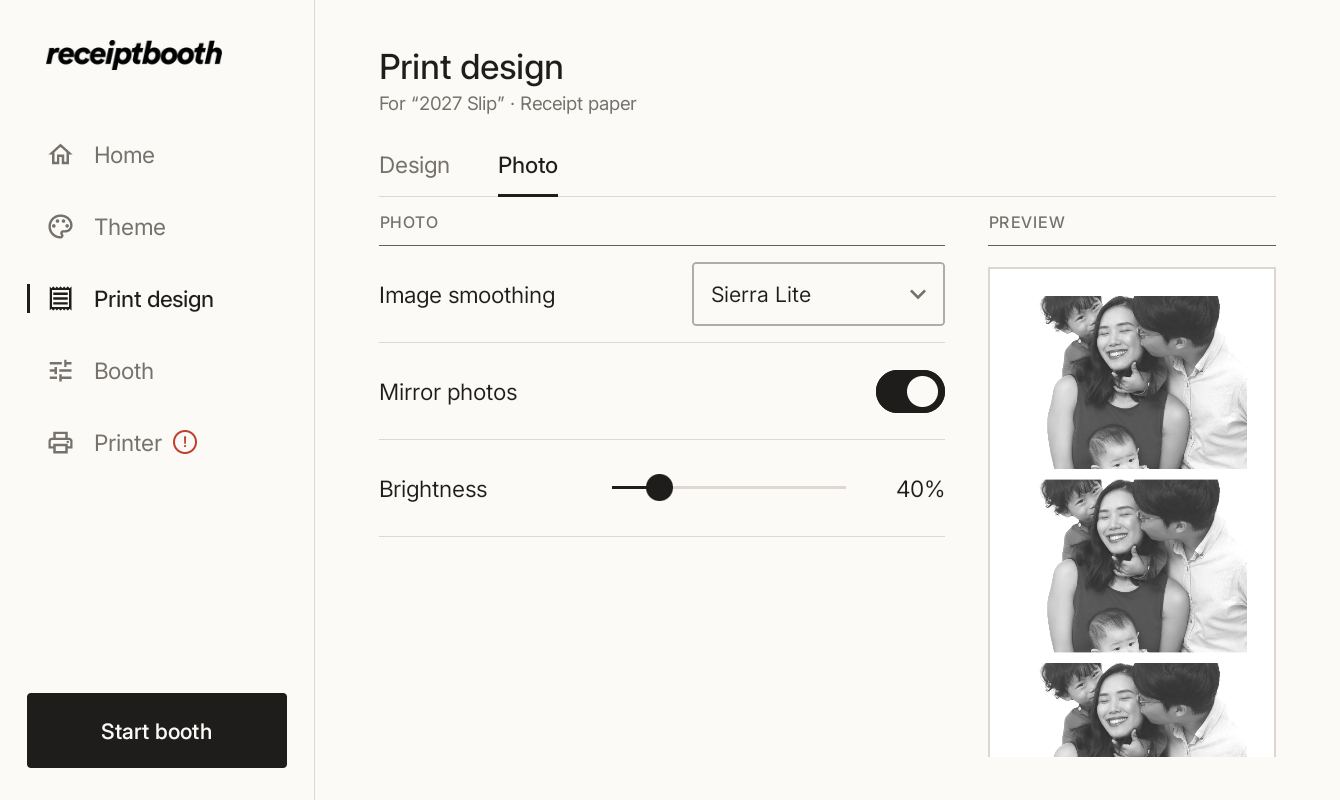 receiptbooth
Home
Theme
Print design
Booth
Printer
Start booth
Print design
For “2027 Slip” · Receipt paper
Design
Photo
PHOTO
Image smoothing
Sierra Lite
Mirror photos
Brightness
40%
PREVIEW